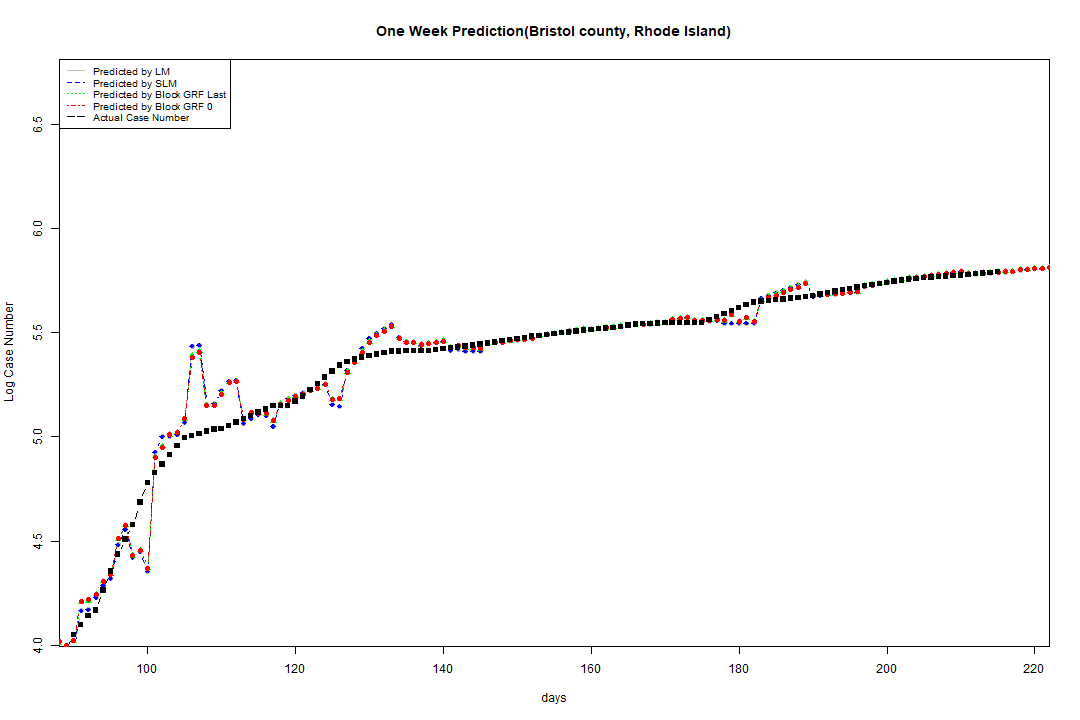 One Week Prediction(Bristol county, Rhode Island)
Predicted by LM
Predicted by SLM
Predicted by Block GRF Last
Predicted by Block GRF 0
Actual Case Number
6.5
6.0
5.5
5.0
4.5
4.0
Log Case Number
100 120 140 160 180 200 220
days